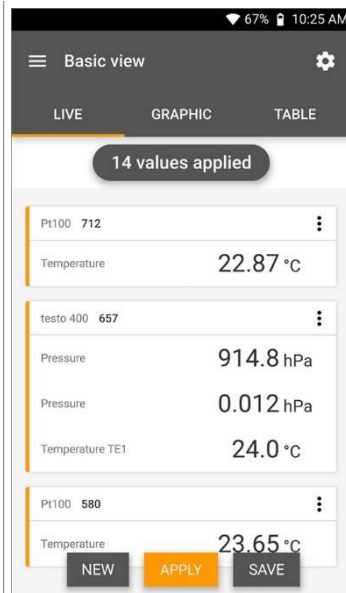 67% 10:25 AM
Basic view
LIVE GRAPHIC TABLE
14 values applied
Pt100 712
Temperature 22.87 °C
testo 400 657
Pressure 914.8 hPa
Pressure 0.012 hPa
Temperature TE1 24.0 °C
Pt100 580
Temperature 23.65 °C
NEW APPLY SAVE